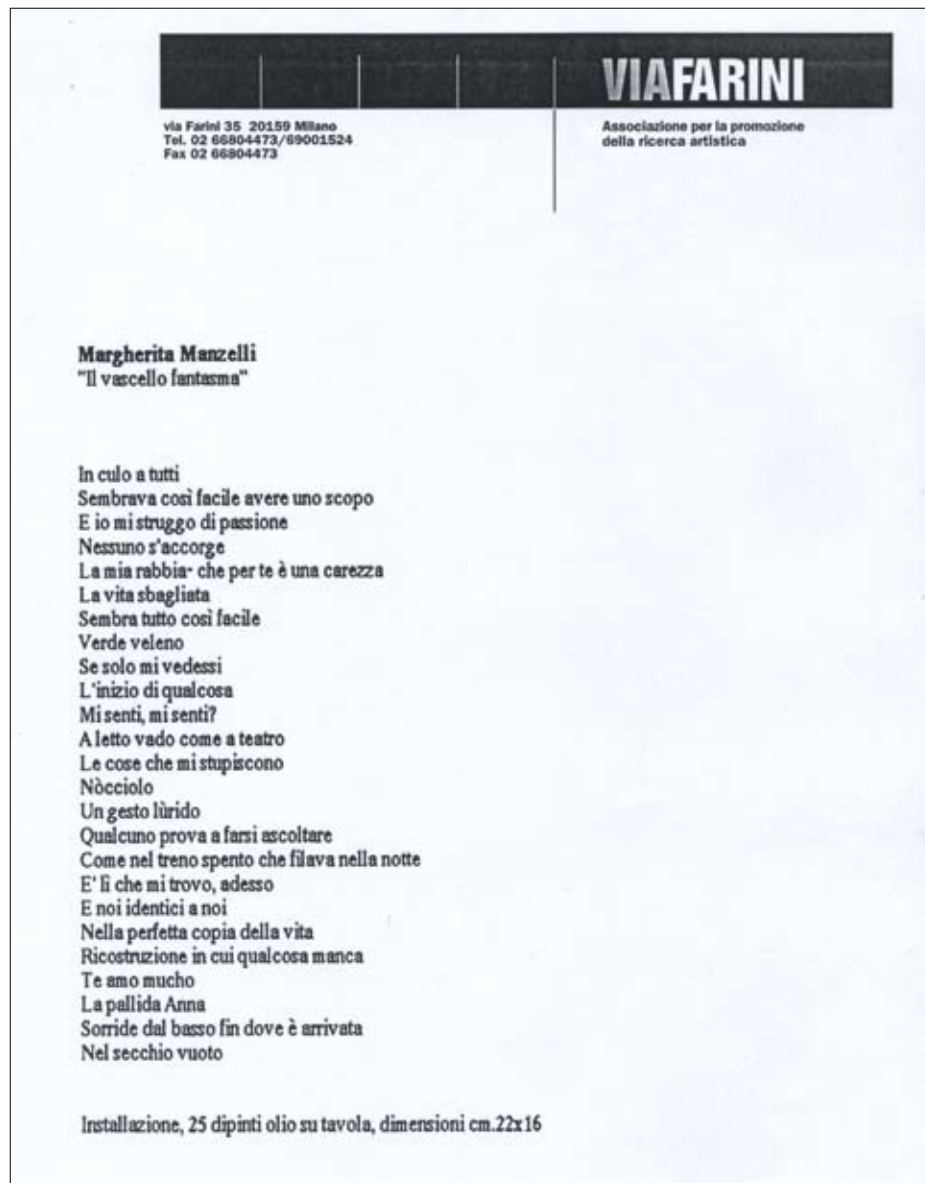 VIAFARINI
via Farini 35 20159 Milano
Tel. 02 66804473/69001524
Fax 02 66804473
Associazione per la promozione
della ricerca artistica
Margherita Manzelli
"Il vascello fantasma"
In culo a tutti
Sembrava così facile avere uno scopo
E io mi struggo di passione
Nessuno s'accorge
La mia rabbia- che per te è una carezza
La vita sbagliata
Sembra tutto così facile
Verde veleno
Se solo mi vedessi
L'inizio di qualcosa
Mi senti, mi senti?
A letto vado come a teatro
Le cose che mi stupiscono
Nòcciolo
Un gesto lùrido
Qualcuno prova a farsi ascoltare
Come nel treno spento che filava nella notte
E' lì che mi trovo, adesso
E noi identici a noi
Nella perfetta copia della vita
Ricostruzione in cui qualcosa manca
Te amo mucho
La pallida Anna
Sorride dal basso fin dove è arrivata
Nel secchio vuoto
Installazione, 25 dipinti olio su tavola, dimensioni cm.22x16